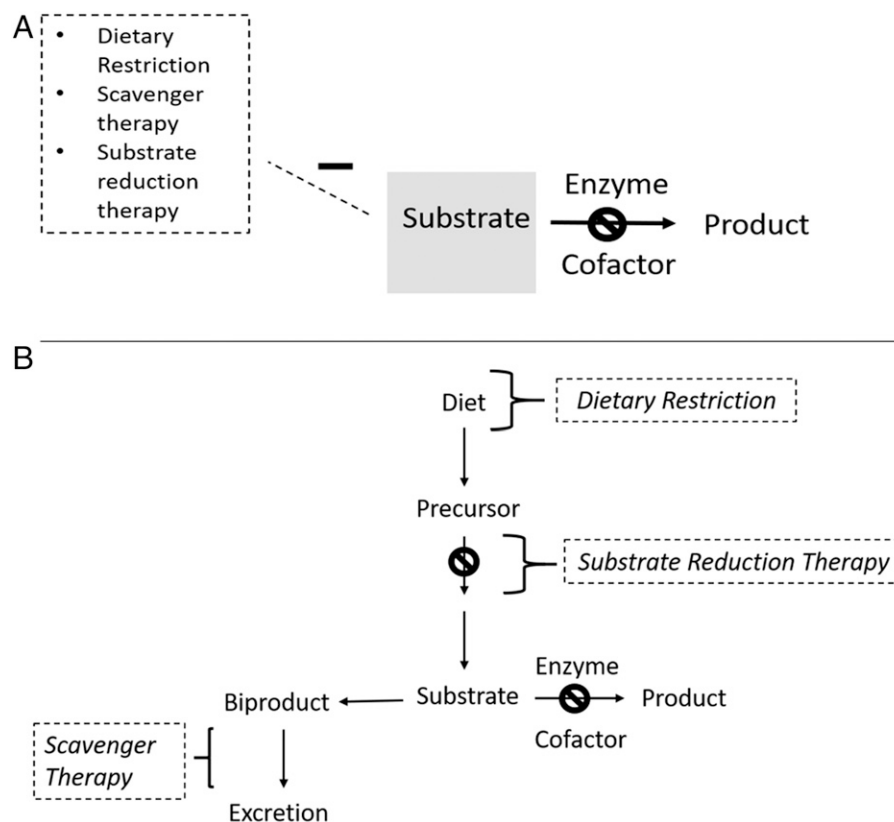 A
• Dietary
Restriction
• Scavenger
therapy
• Substrate
reduction
therapy
Substrate
Enzyme
Cofactor
Product
B
Diet
Dietary Restriction
Precursor
Substrate Reduction Therapy
Enzyme
Biproduct
Substrate
Product
Cofactor
Scavenger
Therapy
Excretion